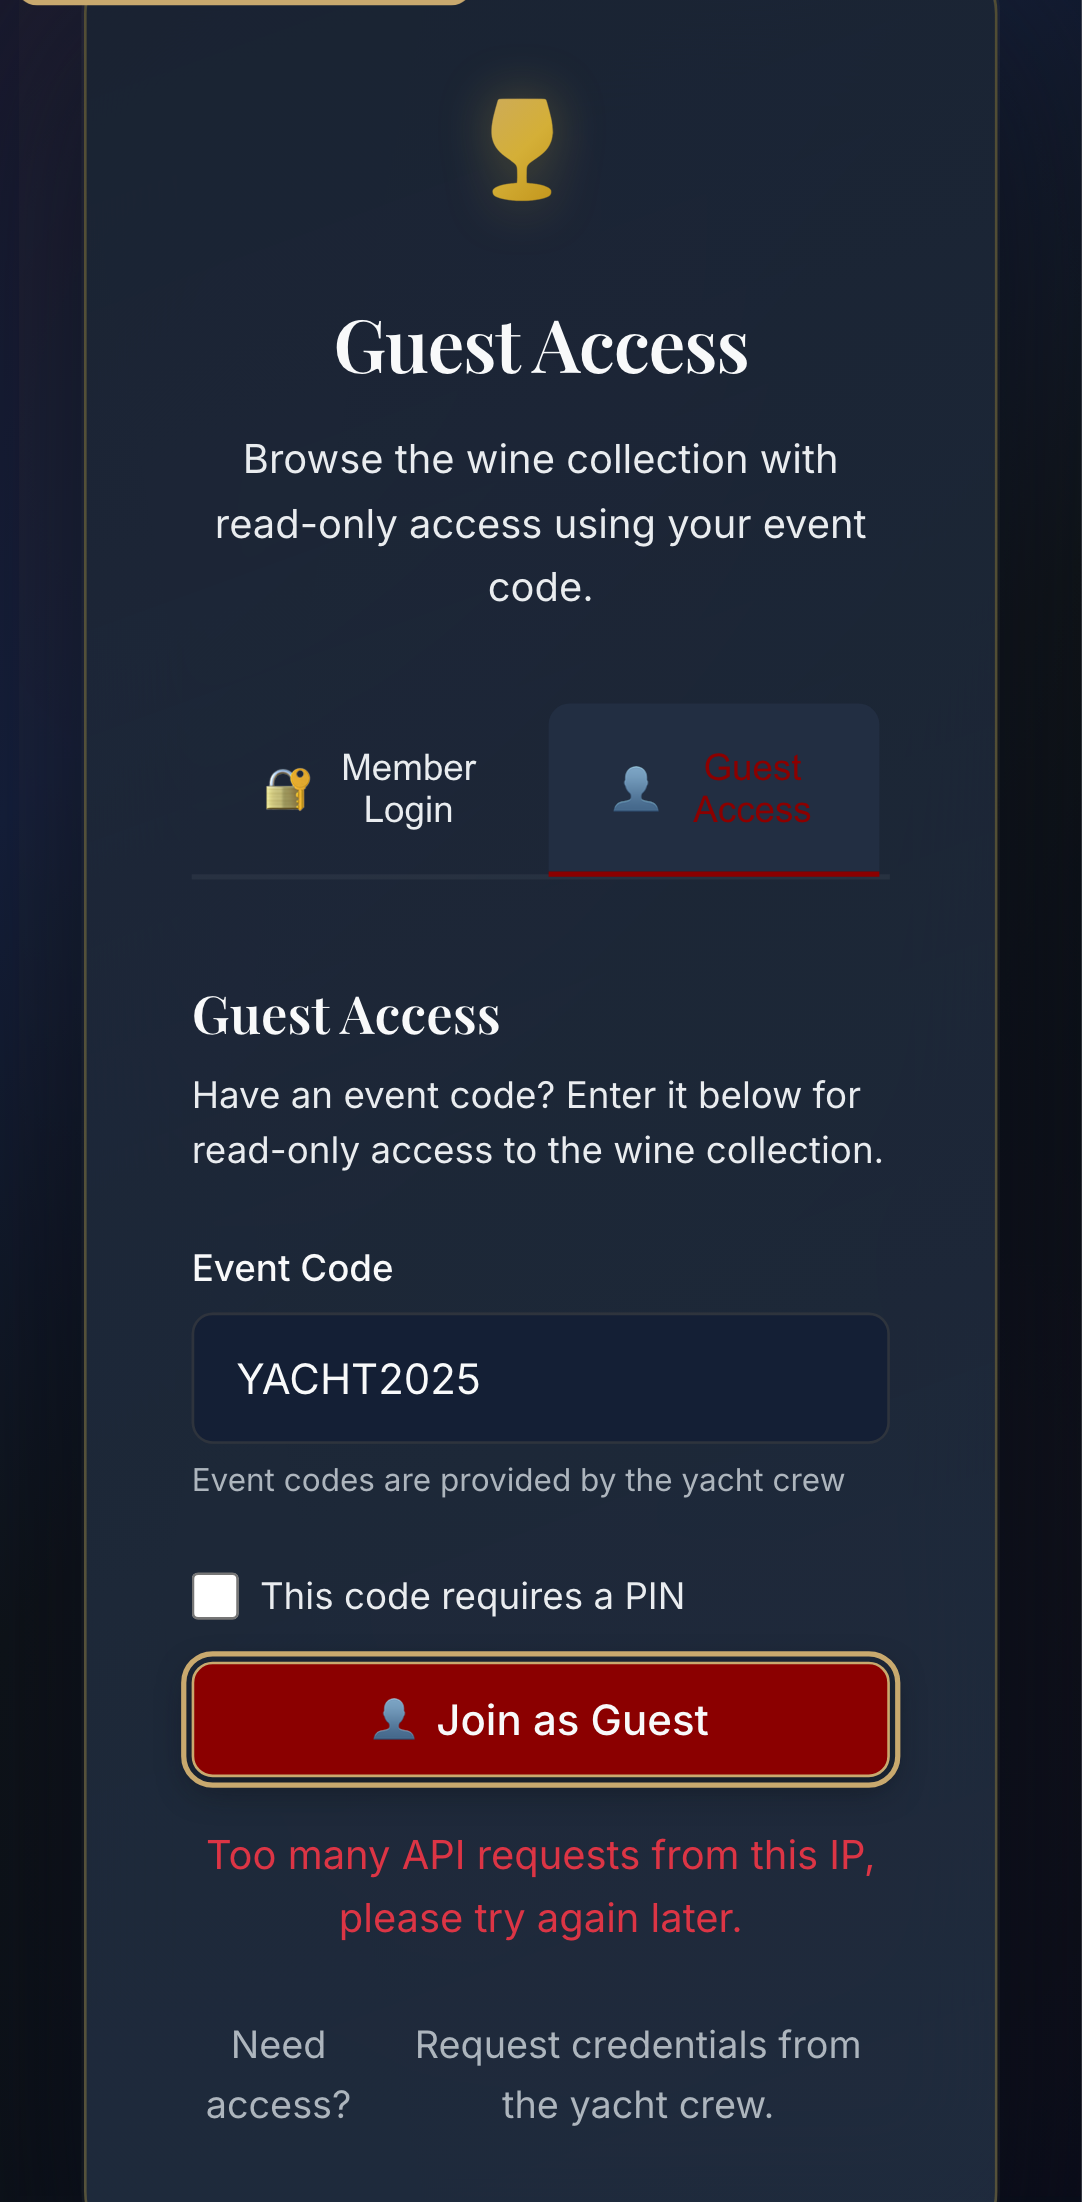 Guest Access
Browse the wine collection with
read-only access using your event
code.
Member
Login
Guest
Access
Guest Access
Have an event code? Enter it below for
read-only access to the wine collection.
Event Code
YACHT2025
Event codes are provided by the yacht crew
This code requires a PIN
Join as Guest
Too many API requests from this IP,
please try again later.
Need
access?
Request credentials from
the yacht crew.